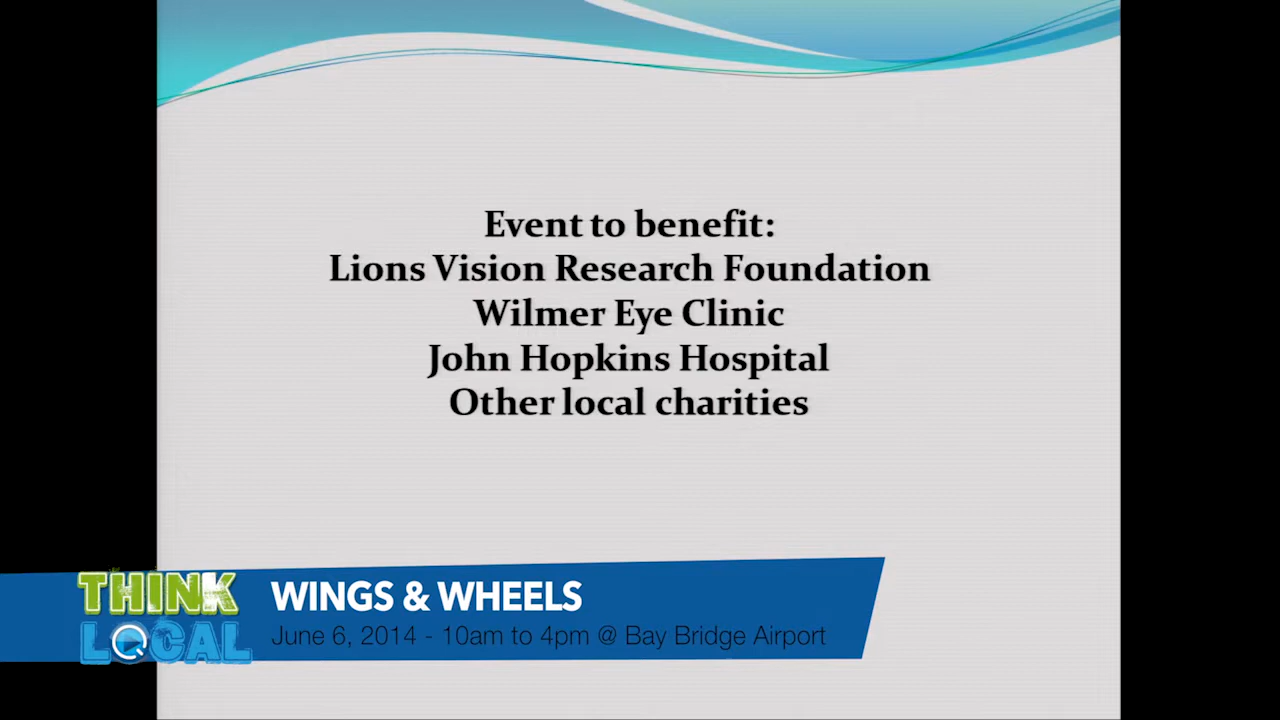 Event to benefit:
Lions Vision Research Foundation
Wilmer Eye Clinic
John Hopkins Hospital
Other local charities
THINK
LOCAL
WINGS & WHEELS
June 6, 2014 - 10am to 4pm @ Bay Bridge Airport